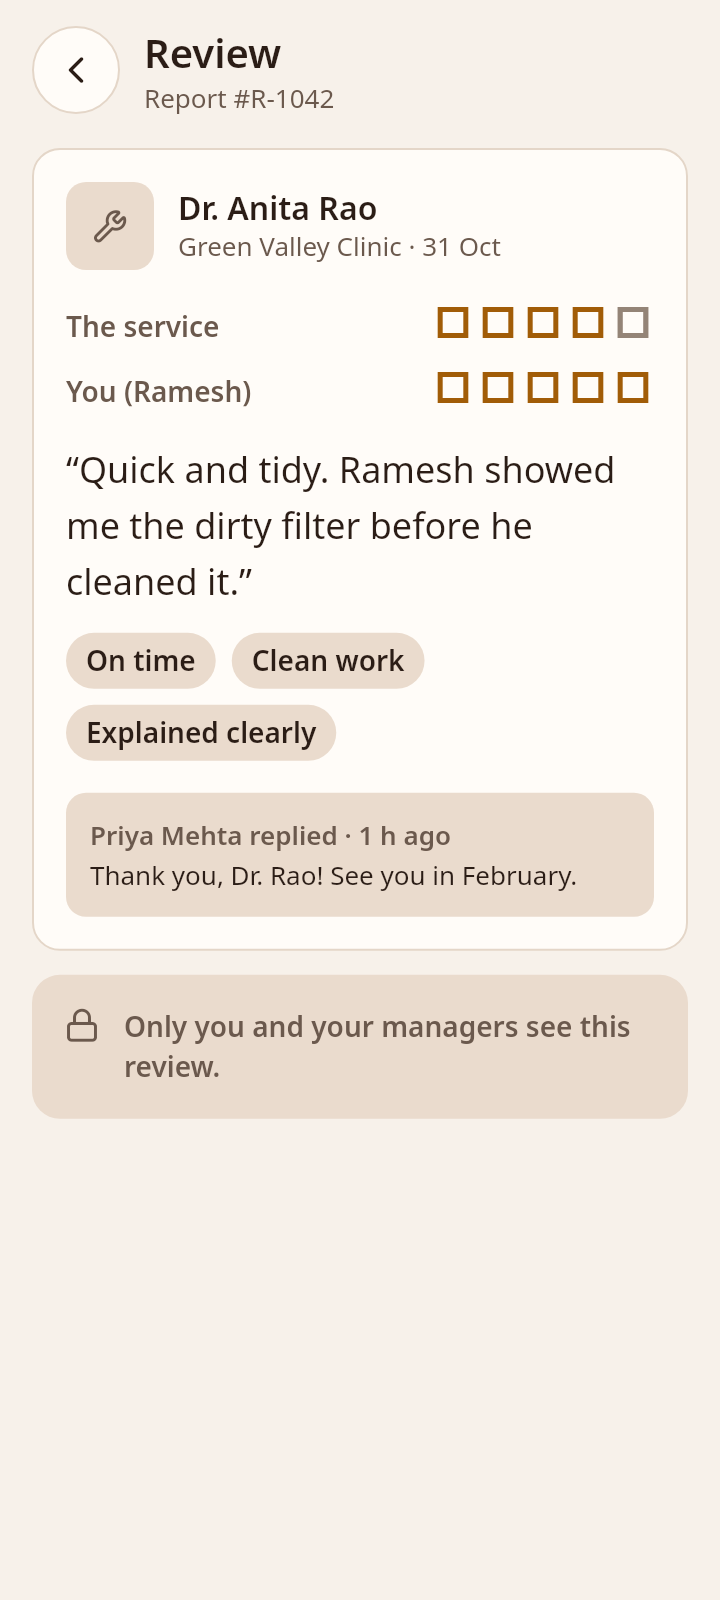 Review
Report #R-1042
Dr. Anita Rao
Green Valley Clinic · 31 Oct
The service
You (Ramesh)
“Quick and tidy. Ramesh showed
me the dirty filter before he
cleaned it.”
On time
Clean work
Explained clearly
Priya Mehta replied · 1 h ago
Thank you, Dr. Rao! See you in February.
Only you and your managers see this
review.